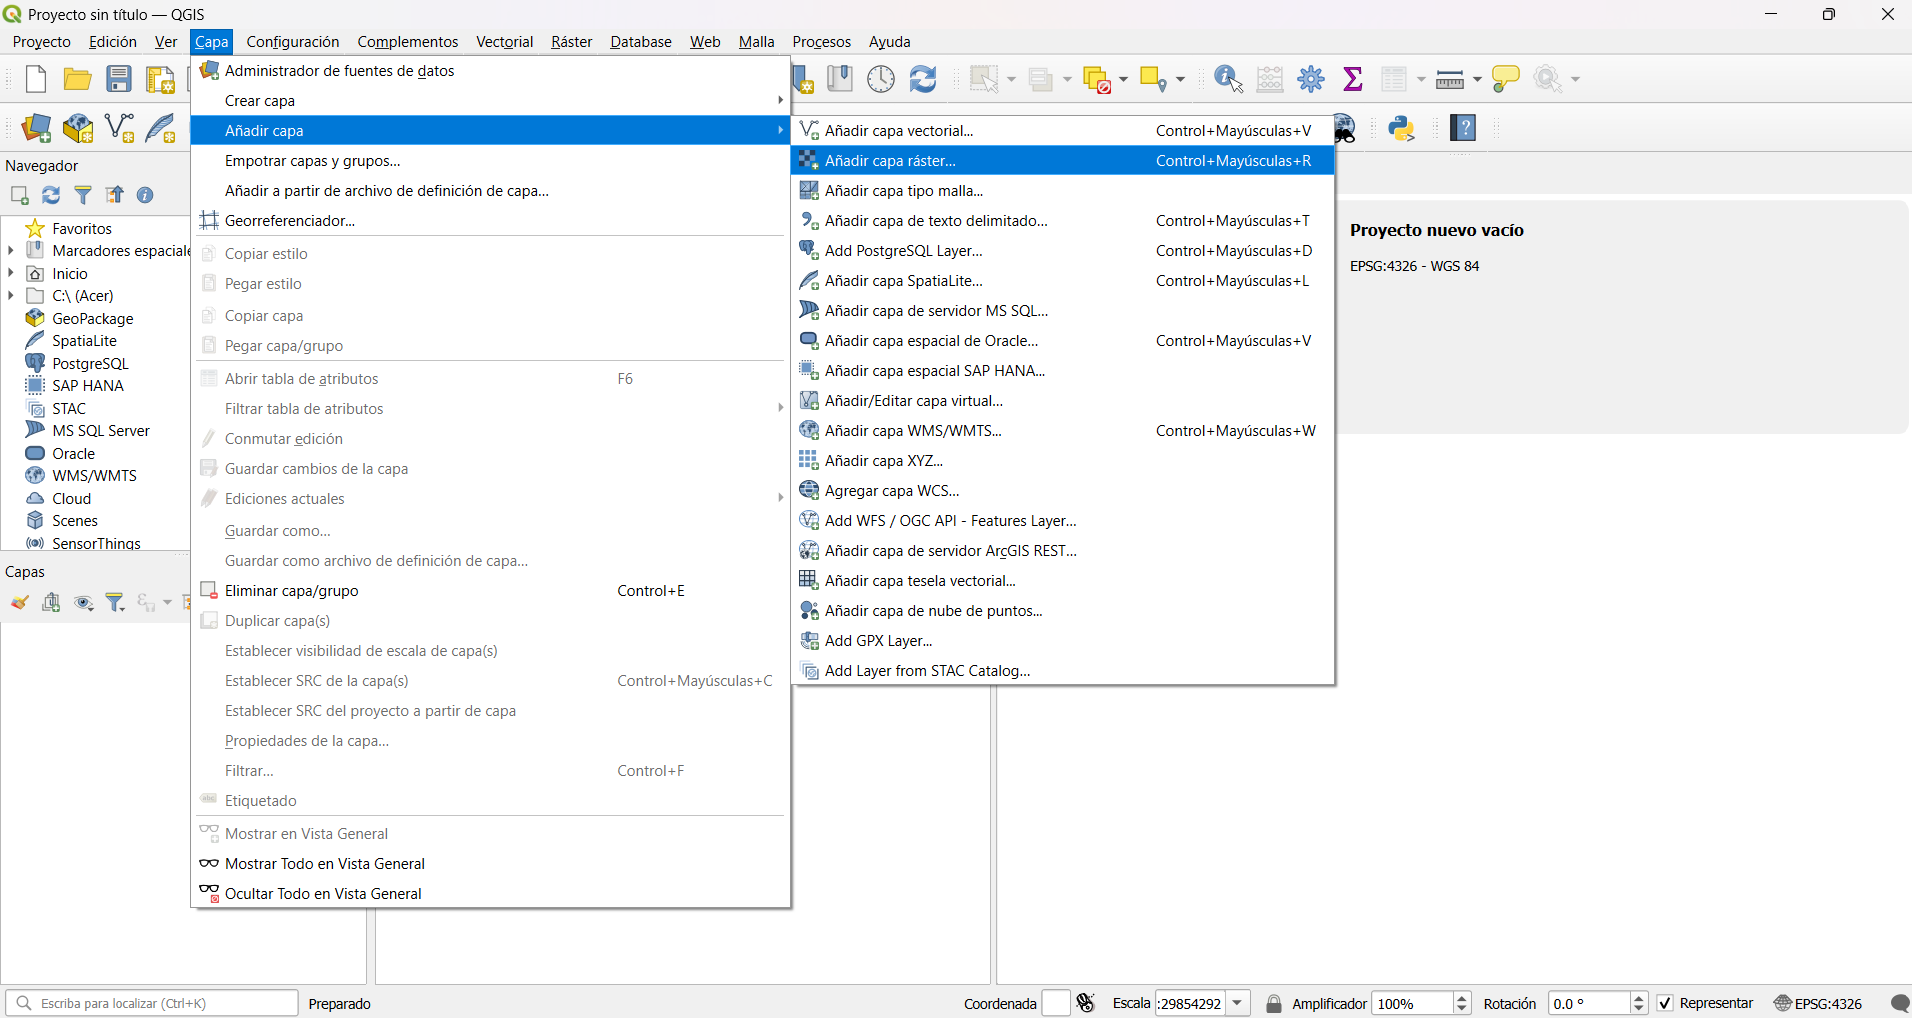 Proyecto sin título — QGIS
Proyecto Edición Ver Capa Configuración Complementos Vectorial Ráster Database Web Malla Procesos Ayuda
Navegador
Favoritos
Marcadores espaciale
Inicio
C:\ (Acer)
GeoPackage
SpatiaLite
PostgreSQL
SAP HANA
STAC
MS SQL Server
Oracle
WMS/WMTS
Cloud
Scenes
SensorThings
Capas
Administrador de fuentes de datos
Crear capa
Añadir capa
Empotrar capas y grupos...
Añadir a partir de archivo de definición de capa...
Georreferenciador...
Copiar estilo
Pegar estilo
Copiar capa
Pegar capa/grupo
Abrir tabla de atributos F6
Filtrar tabla de atributos
Conmutar edición
Guardar cambios de la capa
Ediciones actuales
Guardar como...
Guardar como archivo de definición de capa...
Eliminar capa/grupo Control+E
Duplicar capa(s)
Establecer visibilidad de escala de capa(s)
Establecer SRC de la capa(s) Control+Mayúsculas+C
Establecer SRC del proyecto a partir de capa
Propiedades de la capa...
Filtrar... Control+F
abc Etiquetado
Mostrar en Vista General
Mostrar Todo en Vista General
Ocultar Todo en Vista General
Añadir capa vectorial... Control+Mayúsculas+V
Añadir capa ráster... Control+Mayúsculas+R
Añadir capa tipo malla...
Añadir capa de texto delimitado... Control+Mayúsculas+T
Add PostgreSQL Layer... Control+Mayúsculas+D
Añadir capa SpatiaLite... Control+Mayúsculas+L
Añadir capa de servidor MS SQL...
Añadir capa espacial de Oracle... Control+Mayúsculas+V
Añadir capa espacial SAP HANA...
Añadir/Editar capa virtual...
Añadir capa WMS/WMTS... Control+Mayúsculas+W
Añadir capa XYZ...
Agregar capa WCS...
Add WFS / OGC API - Features Layer...
Añadir capa de servidor ArcGIS REST...
Añadir capa tesela vectorial...
Añadir capa de nube de puntos...
Add GPX Layer...
Add Layer from STAC Catalog...
Proyecto nuevo vacío
EPSG:4326 - WGS 84
Escriba para localizar (Ctrl+K) Preparado Coordenada Escala :29854292 Amplificador 100% Rotación 0.0 ° Representar EPSG:4326